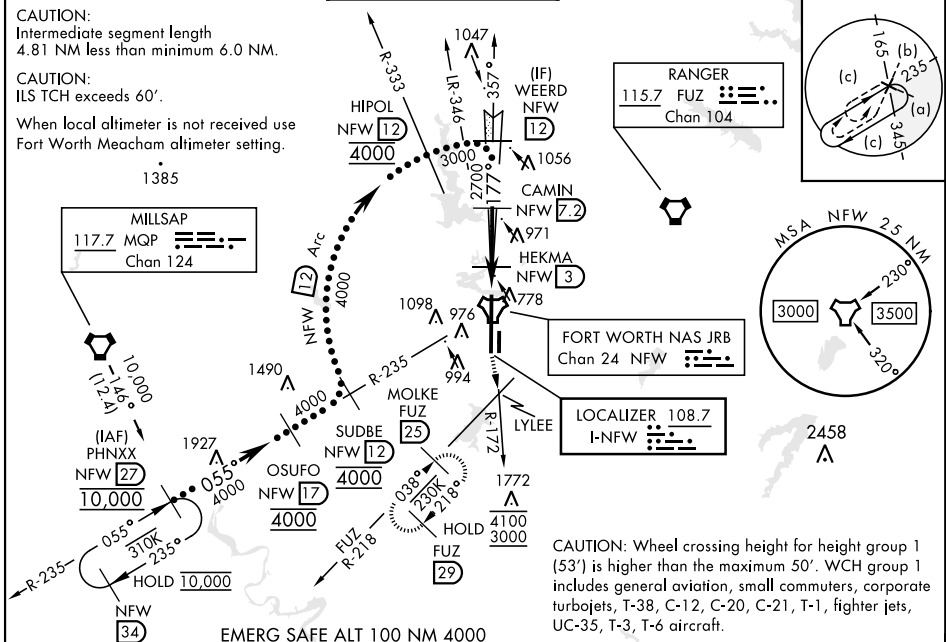 CAUTION:
Intermediate segment length
4.81 NM less than minimum 6.0 NM.
CAUTION:
ILS TCH exceeds 60'.
When local altimeter is not received use
Fort Worth Meacham altimeter setting.
1385
MILLSAP
117.7 MQP
Chan 124
R-333
LR-346
1047
357°
HIPOL
NFW 12
4000
3000
(IF)
WEERD
NFW
12
1056
2700
177°
CAMIN
NFW 7.2
971
HEKMA
NFW 3
778
RANGER
115.7 FUZ
Chan 104
165
(b)
235
(c)
(a)
345
(c)
MSA NFW 25 NM
230°
3000
3500
320°
NFW 12 Arc
4000
1098
976
994
R-235
FORT WORTH NAS JRB
Chan 24 NFW
LOCALIZER 108.7
I-NFW
LYLEE
R-172
1772
4100
3000
2458
10,000
146°
(12.4)
(IAF)
PHNXX
NFW 27
10,000
1927
1490
4000
055°
4000
OSUFO
NFW 17
4000
SUDBE
NFW 12
4000
MOLKE
FUZ
25
038°
230K
218°
HOLD
FUZ
R-218
FUZ
29
055°
310K
235°
R-235
HOLD 10,000
NFW
34
EMERG SAFE ALT 100 NM 4000
CAUTION: Wheel crossing height for height group 1
(53') is higher than the maximum 50'. WCH group 1
includes general aviation, small commuters, corporate
turbojets, T-38, C-12, C-20, C-21, T-1, fighter jets,
UC-35, T-3, T-6 aircraft.